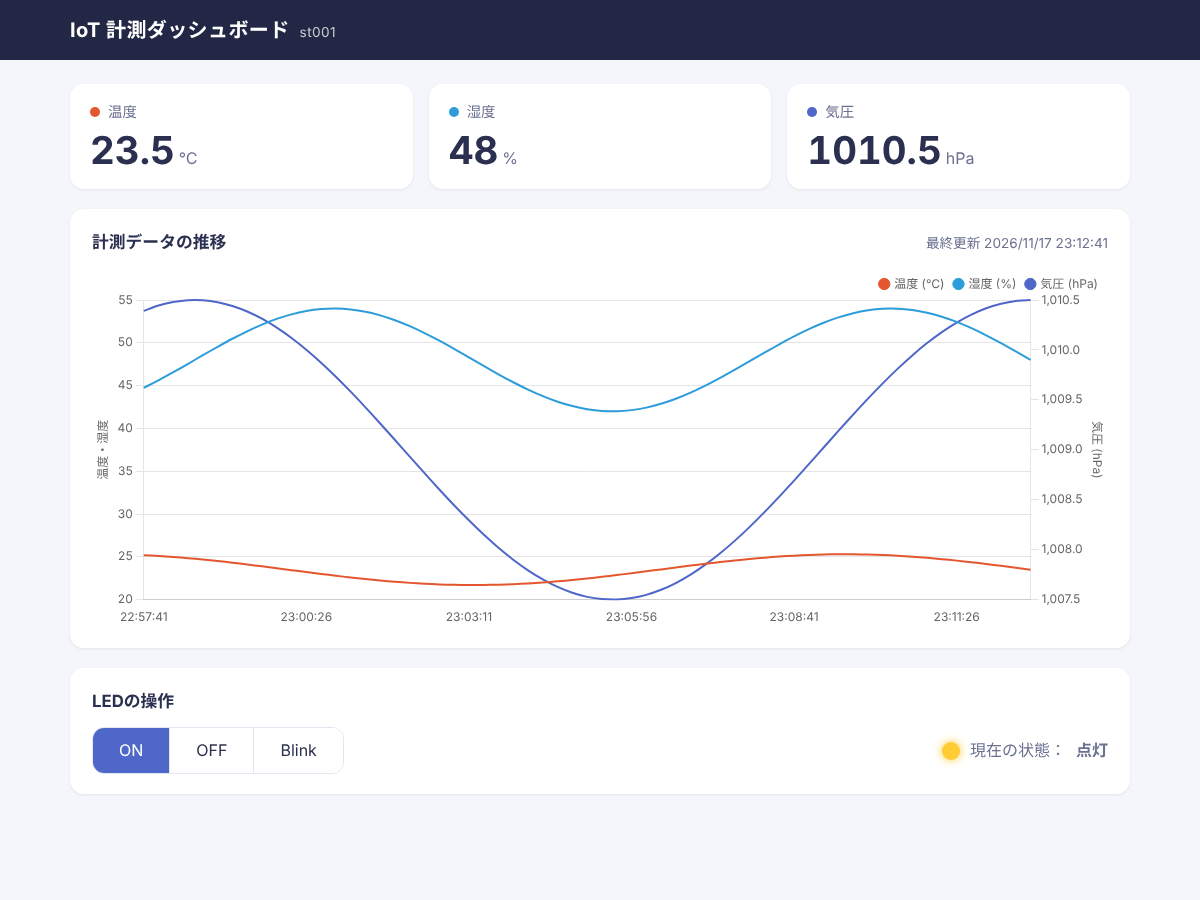 IoT 計測ダッシュボード st001
温度
23.5 °C
湿度
48 %
気圧
1010.5 hPa
計測データの推移
最終更新 2026/11/17 23:12:41
温度 (°C) 湿度 (%) 気圧 (hPa)
温度・湿度
55
50
45
40
35
30
25
20
1,010.5
1,010.0
1,009.5
1,009.0
1,008.5
1,008.0
1,007.5
気圧 (hPa)
22:57:41 23:00:26 23:03:11 23:05:56 23:08:41 23:11:26
LEDの操作
ON OFF Blink
現在の状態： 点灯